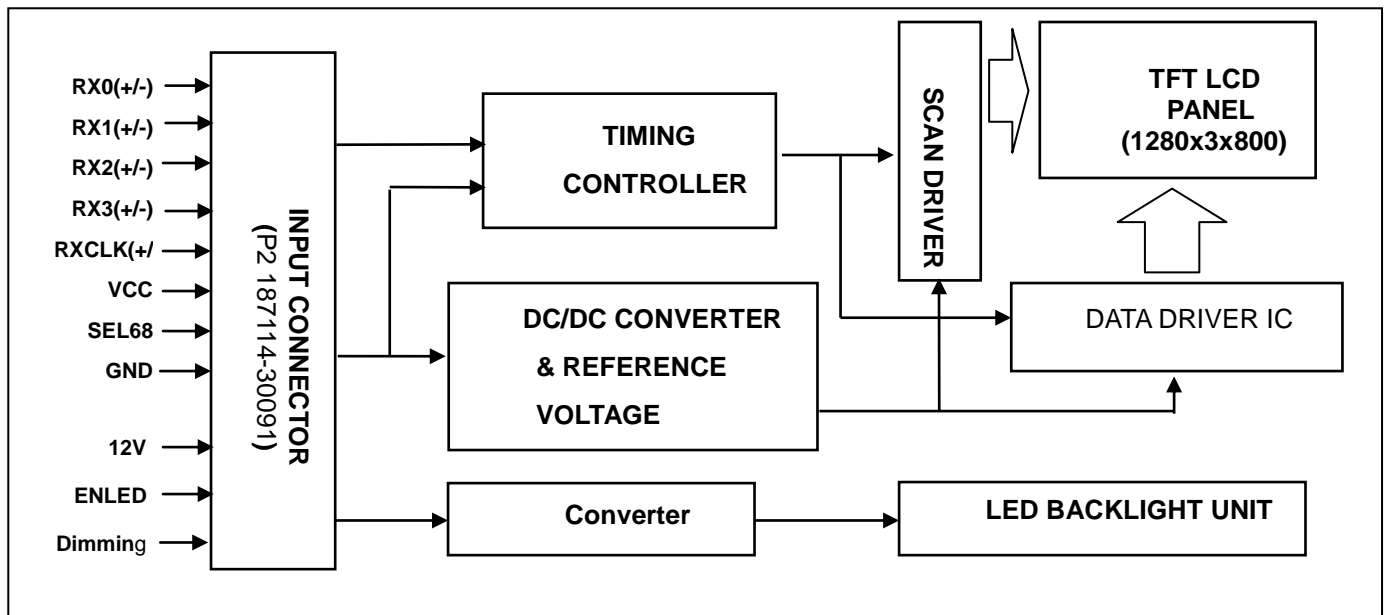 RX0(+/-)
RX1(+/-)
RX2(+/-)
RX3(+/-)
RXCLK(+/
VCC
SEL68
GND
12V
ENLED
Dimming
INPUT CONNECTOR
(P2 187114-30091)
TIMING
CONTROLLER
DC/DC CONVERTER
& REFERENCE
VOLTAGE
Converter
SCAN DRIVER
TFT LCD
PANEL
(1280x3x800)
DATA DRIVER IC
LED BACKLIGHT UNIT